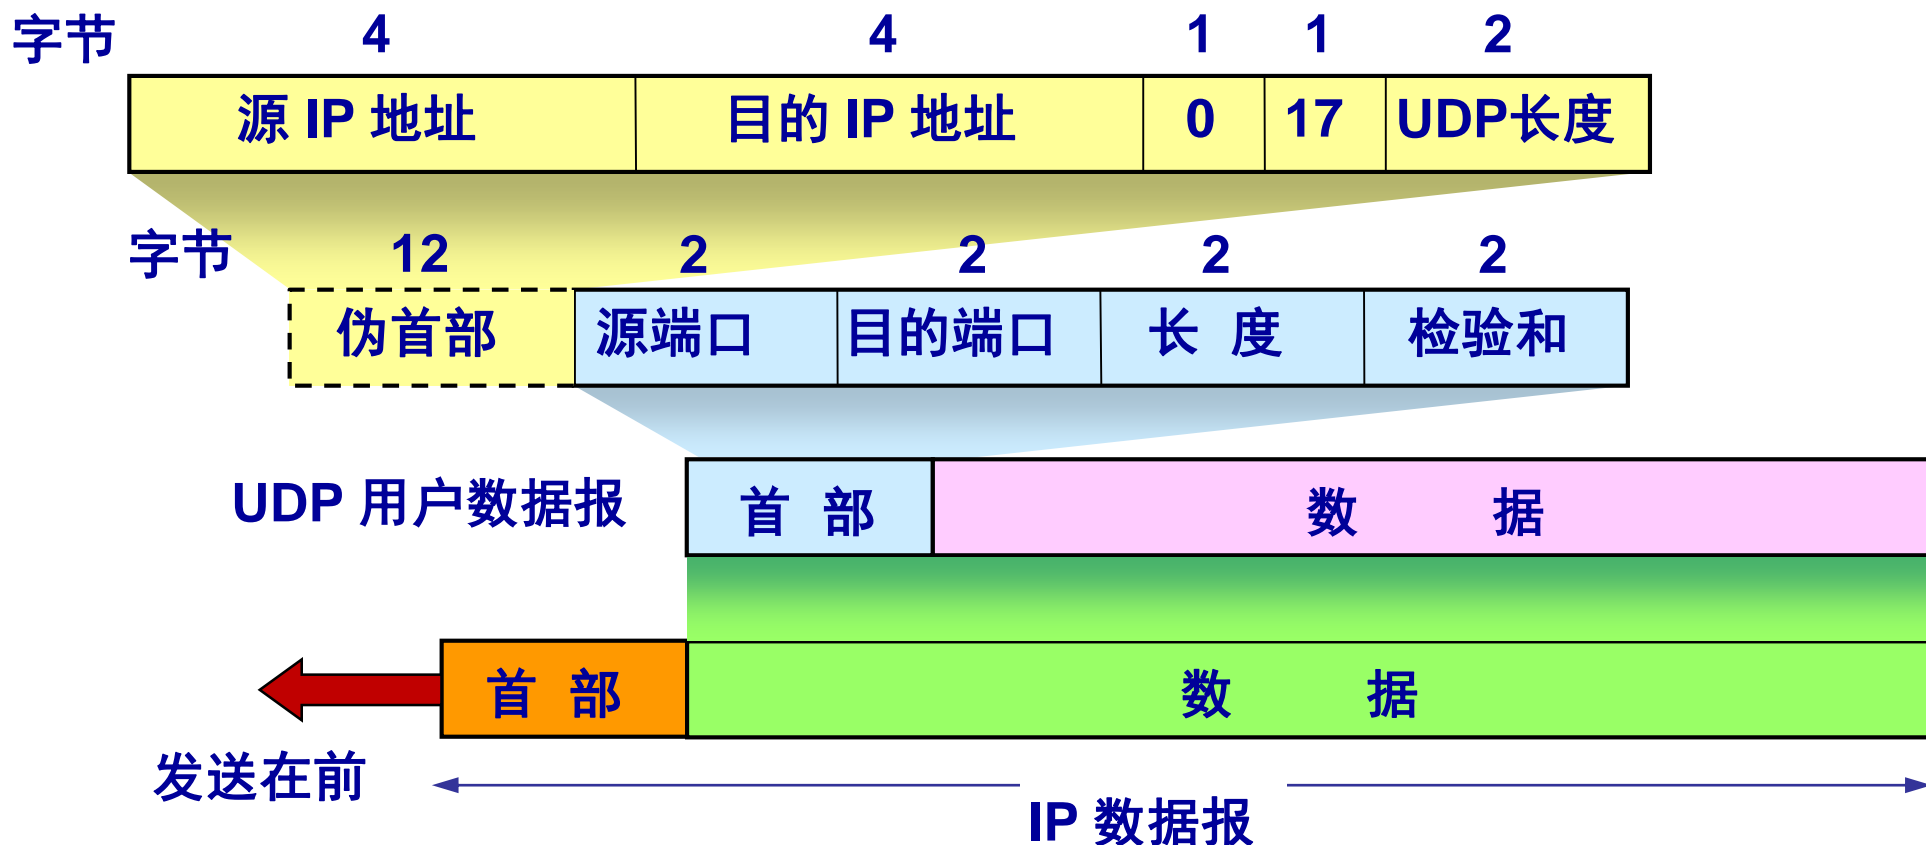 字节 4 4 1 1 2
源 IP 地址 目的 IP 地址 0 17 UDP长度
字节 12 2 2 2 2
伪首部 源端口 目的端口 长 度 检验和
UDP 用户数据报 首 部 数 据
首 部 数 据
发送在前
IP 数据报